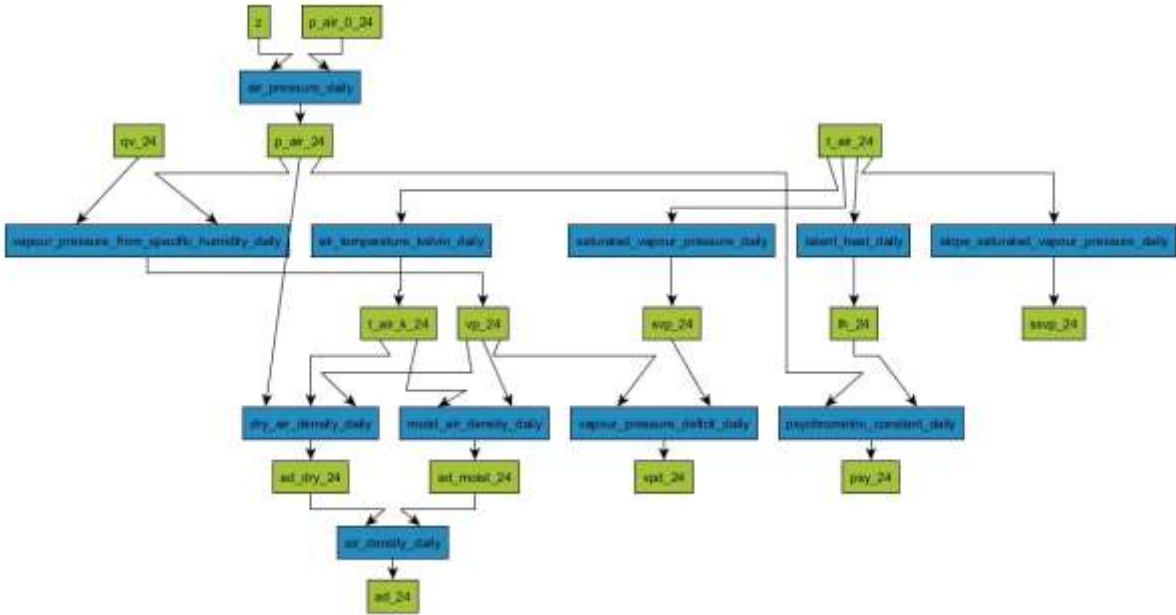 z
p_air_0_24
air_pressure_daily
qv_24
p_air_24
t_air_24
vapour_pressure_from_specific_humidity_daily
air_temperature_kelvin_daily
saturated_vapour_pressure_daily
latent_heat_daily
slope_saturated_vapour_pressure_daily
t_air_k_24
vp_24
svp_24
lh_24
ssvp_24
dry_air_density_daily
moist_air_density_daily
vapour_pressure_deficit_daily
ad_dry_24
ad_moist_24
vpd_24
psy_24
air_density_daily
ad_24